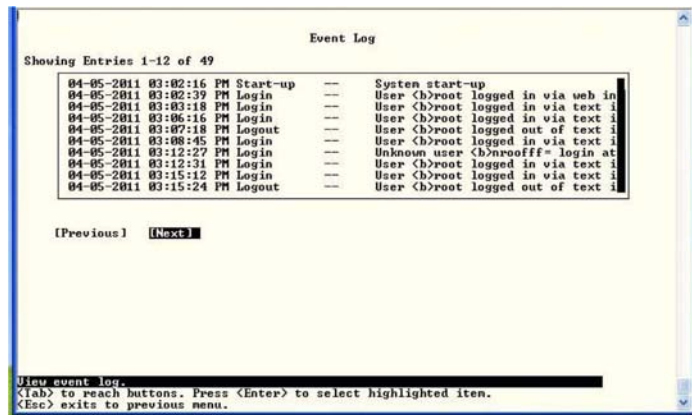 Event Log
Showing Entries 1-12 of 49
04-05-2011 03:02:16 PM Start-up -- System start-up
04-05-2011 03:02:39 PM Login -- User <b>root logged in via web in
04-05-2011 03:03:18 PM Login -- User <b>root logged in via text i
04-05-2011 03:06:16 PM Login -- User <b>root logged in via text i
04-05-2011 03:07:18 PM Logout -- User <b>root logged out of text i
04-05-2011 03:08:45 PM Login -- User <b>root logged in via text i
04-05-2011 03:12:27 PM Login -- Unknown user <b>nroofff= login at
04-05-2011 03:12:31 PM Login -- User <b>root logged in via text i
04-05-2011 03:15:12 PM Login -- User <b>root logged in via text i
04-05-2011 03:15:24 PM Logout -- User <b>root logged out of text i
[Previous] [Next]
View event log.
<Tab> to reach buttons. Press <Enter> to select highlighted item.
<Esc> exits to previous menu.